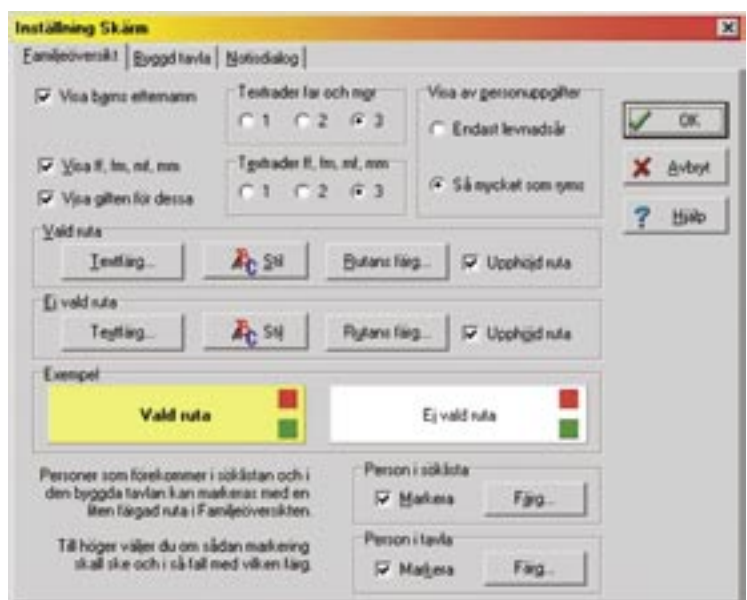 Inställning Skärm
Familjeöversikt Byggd tavla Notisdialog
Visa barns efternamn
Textrader far och mor
1 2 3
Visa av personuppgifter
Endast levnadsår
Så mycket som ryms
OK
Avbryt
Hjälp
Visa ff, fm, mf, mm
Visa giften för dessa
Textrader ff, fm, mf, mm
1 2 3
Vald ruta
Textfärg... Stil Rutans färg... Upphöjd ruta
Ej vald ruta
Textfärg... Stil Rutans färg... Upphöjd ruta
Exempel
Vald ruta Ej vald ruta
Personer som förekommer i söklistan och i
den byggda tavlan kan markeras med en
liten färgad ruta i Familjeöversikten.
Till höger väljer du om sådan markering
skall ske och i så fall med vilken färg.
Person i söklista
Markera Färg...
Person i tavla
Markera Färg...